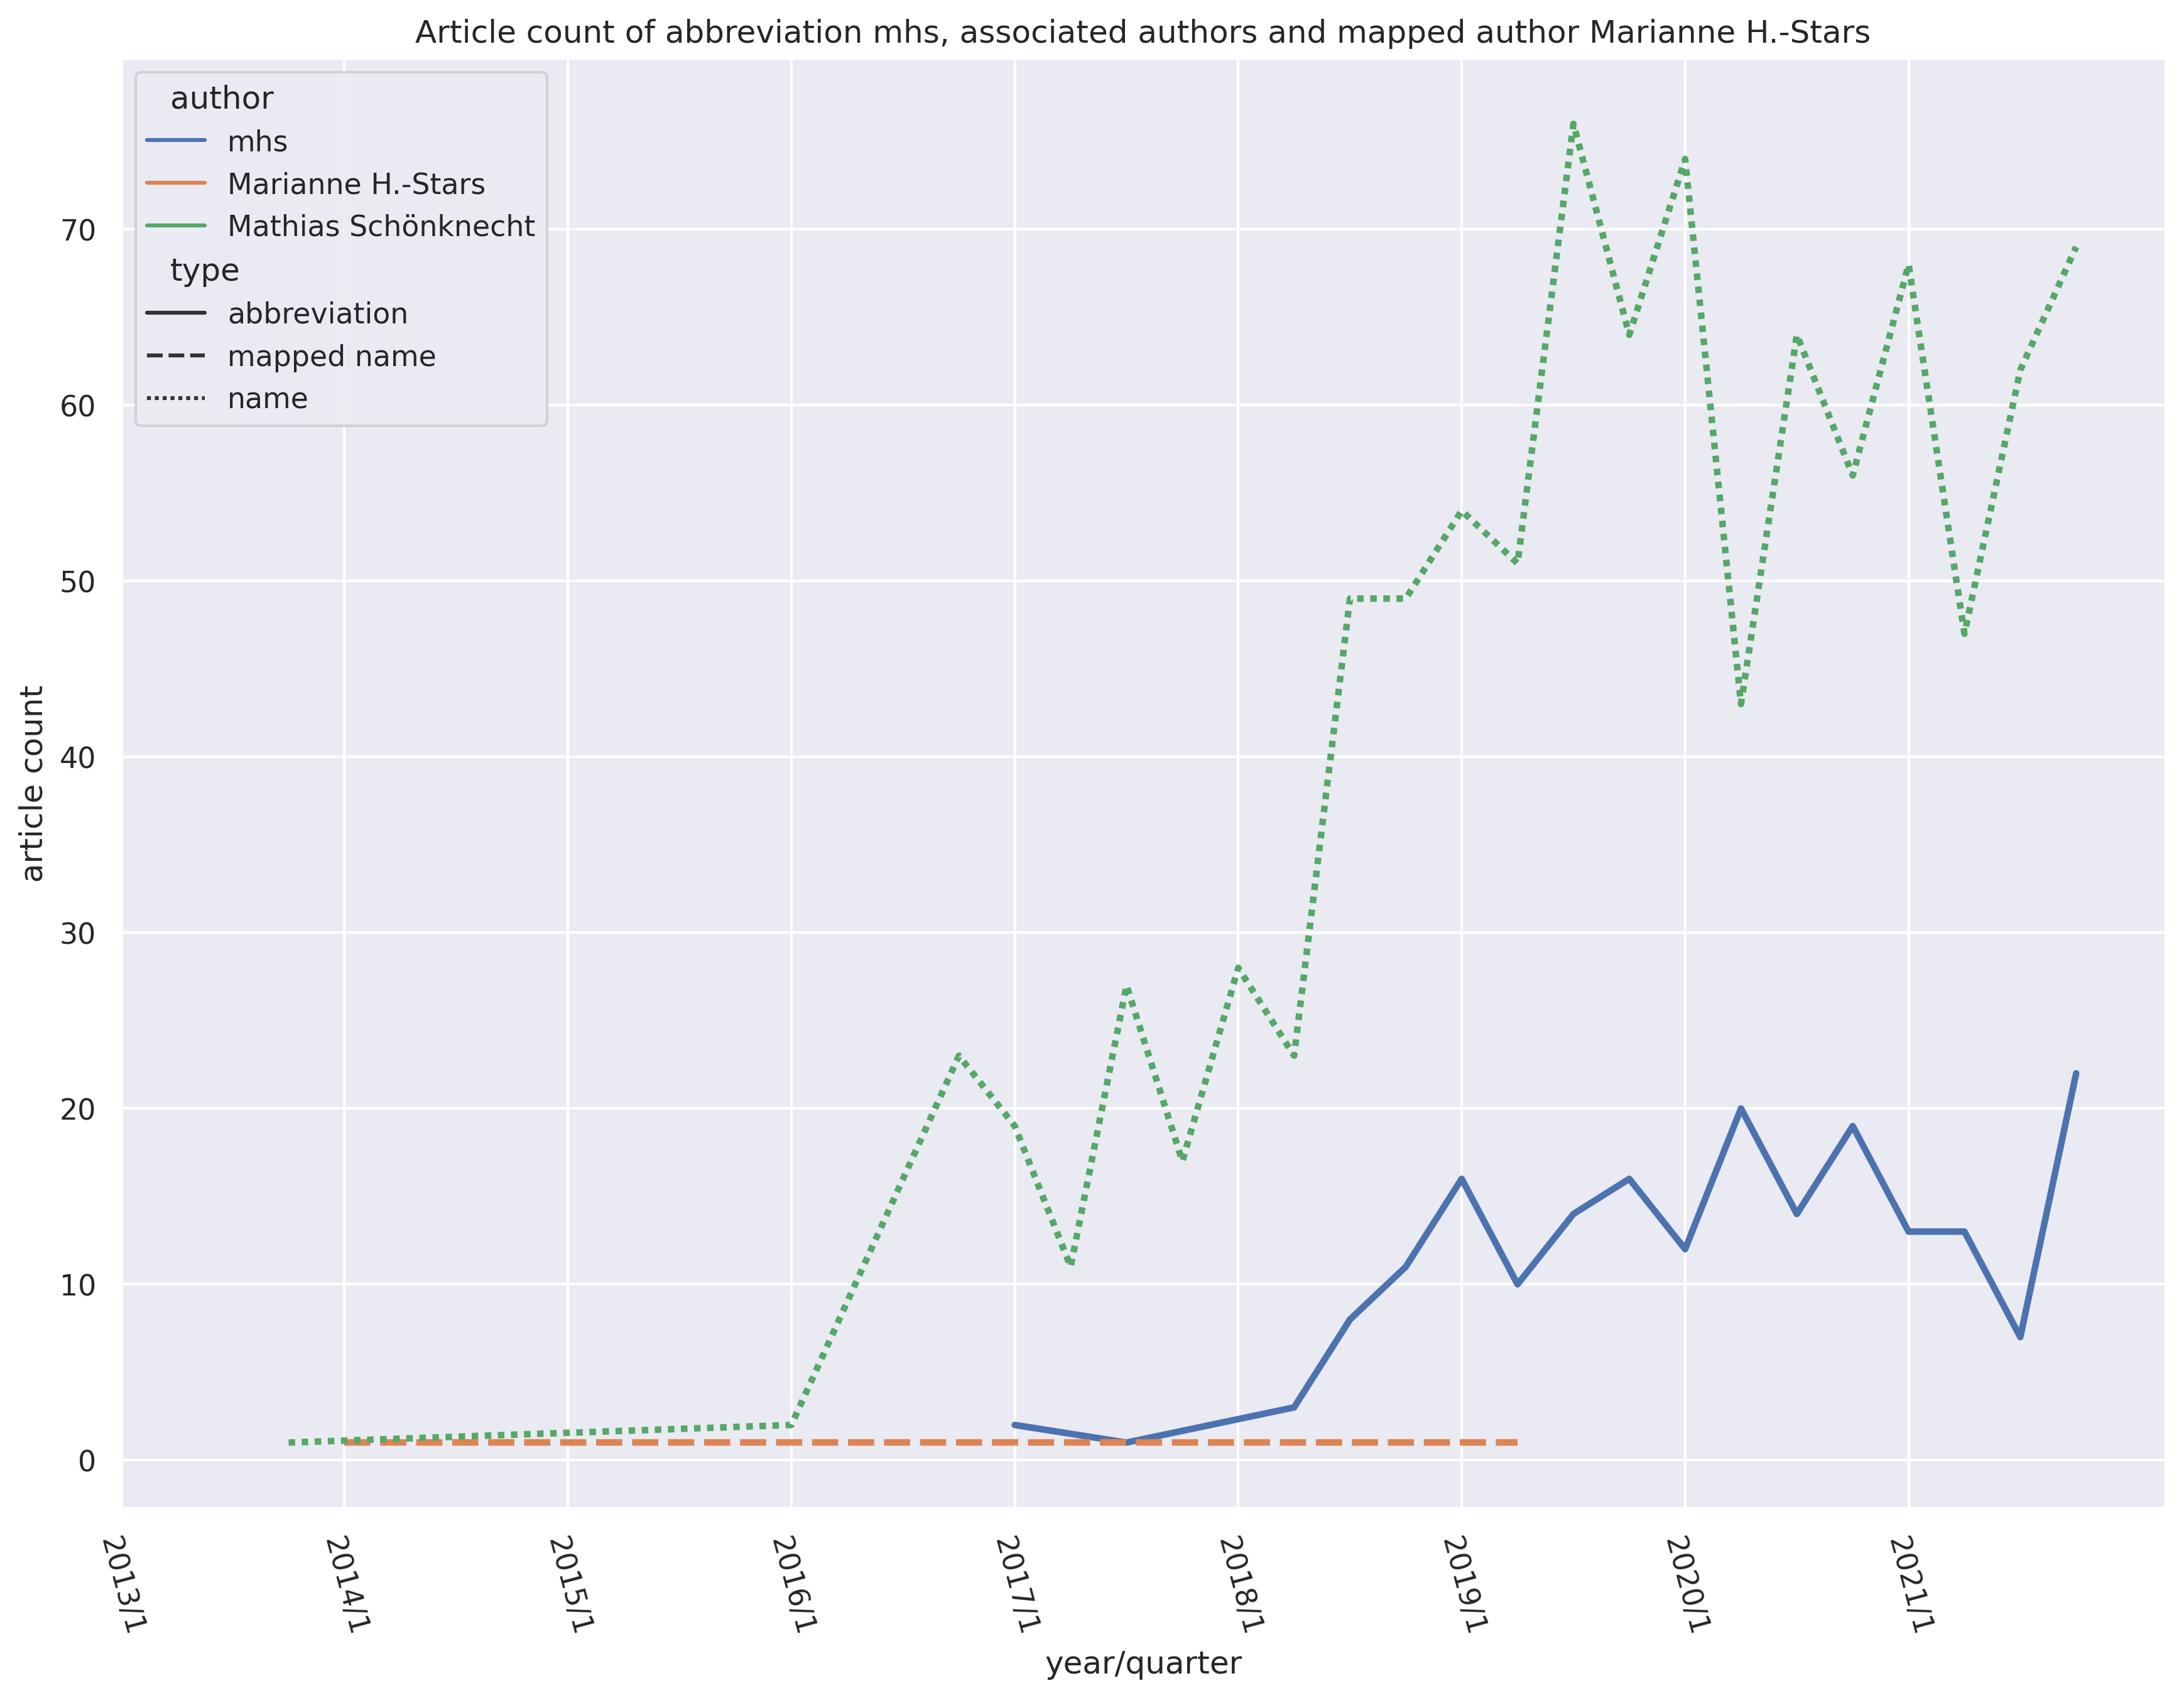 Article count of abbreviation mhs, associated authors and mapped author Marianne H.-Stars
author
mhs
Marianne H.-Stars
Mathias Schönknecht
type
abbreviation
mapped name
name
70
60
50
40
30
20
10
0
article count
2013/1
2014/1
2015/1
2016/1
2017/1
2018/1
2019/1
2020/1
2021/1
year/quarter